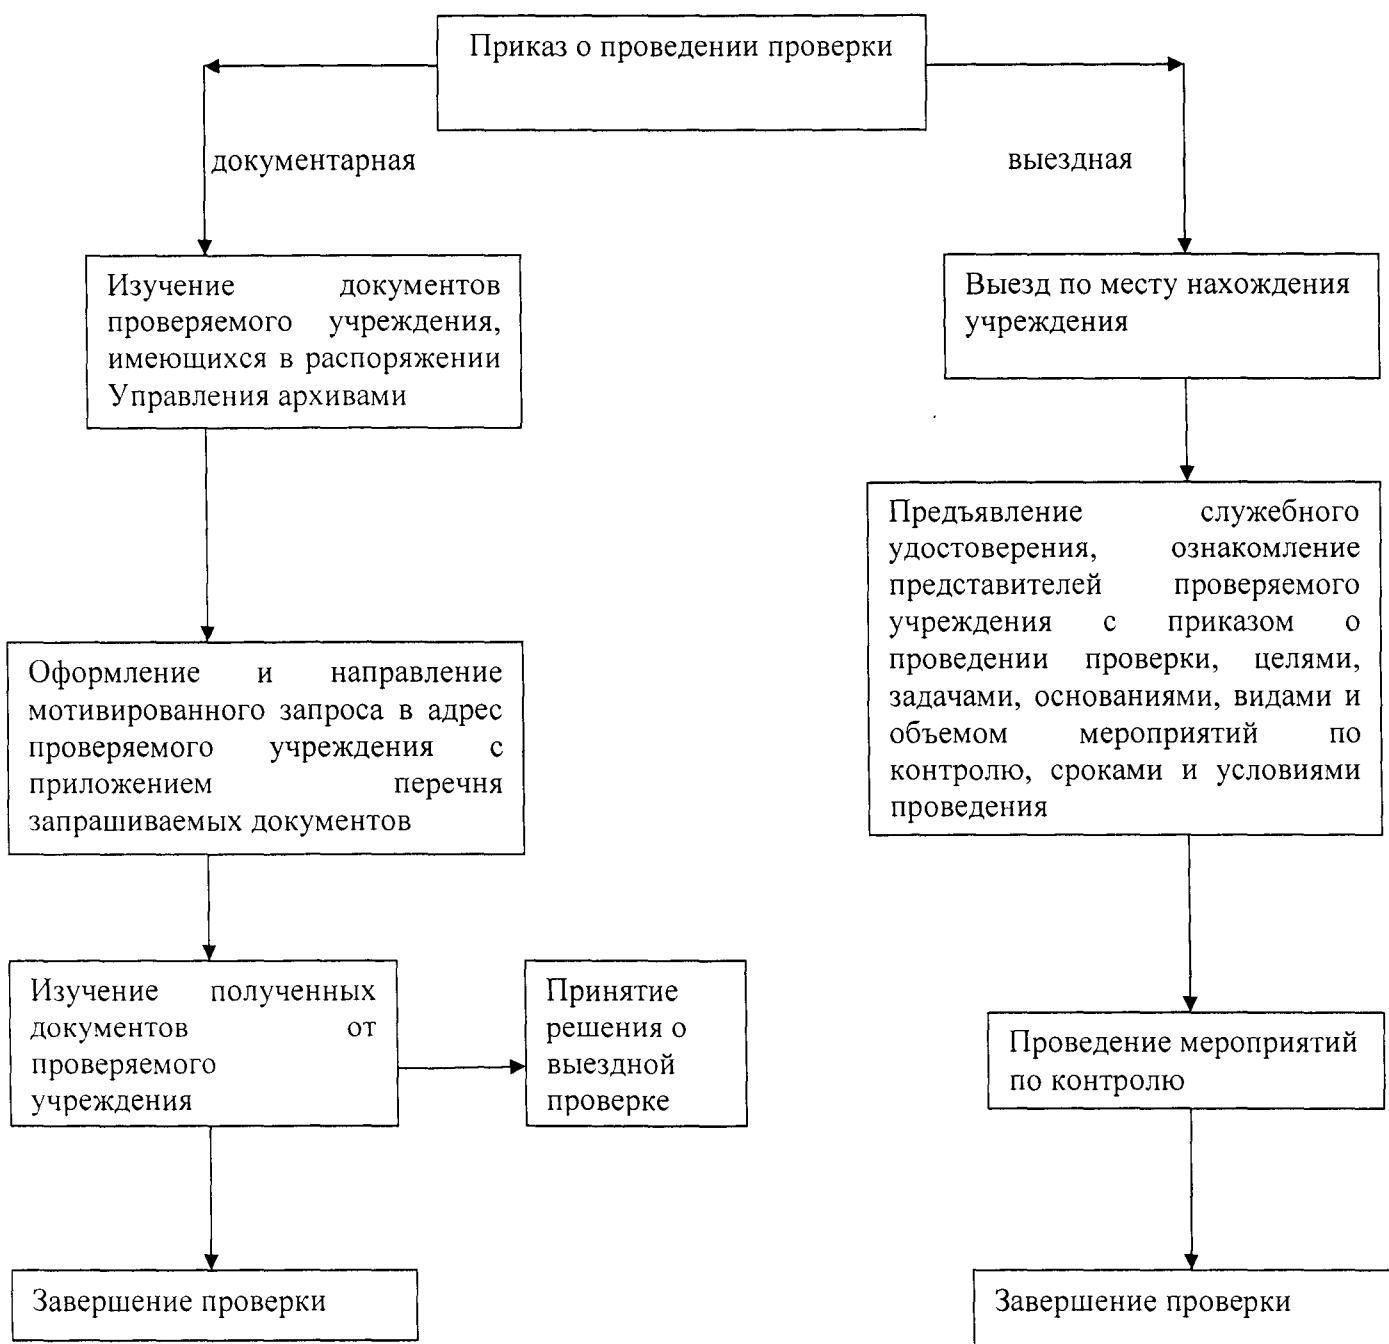 Приказ о проведении проверки
документарная
выездная
Изучение документов
проверяемого учреждения,
имеющихся в распоряжении
Управления архивами
Выезд по месту нахождения
учреждения
Предъявление служебного
удостоверения, ознакомление
представителей проверяемого
учреждения с приказом о
проведении проверки, целями,
задачами, основаниями, видами и
объемом мероприятий по
контролю, сроками и условиями
проведения
Оформление и направление
мотивированного запроса в адрес
проверяемого учреждения с
приложением перечня
запрашиваемых документов
Изучение полученных
документов от
проверяемого
учреждения
Принятие
решения о
выездной
проверке
Проведение мероприятий
по контролю
Завершение проверки
Завершение проверки